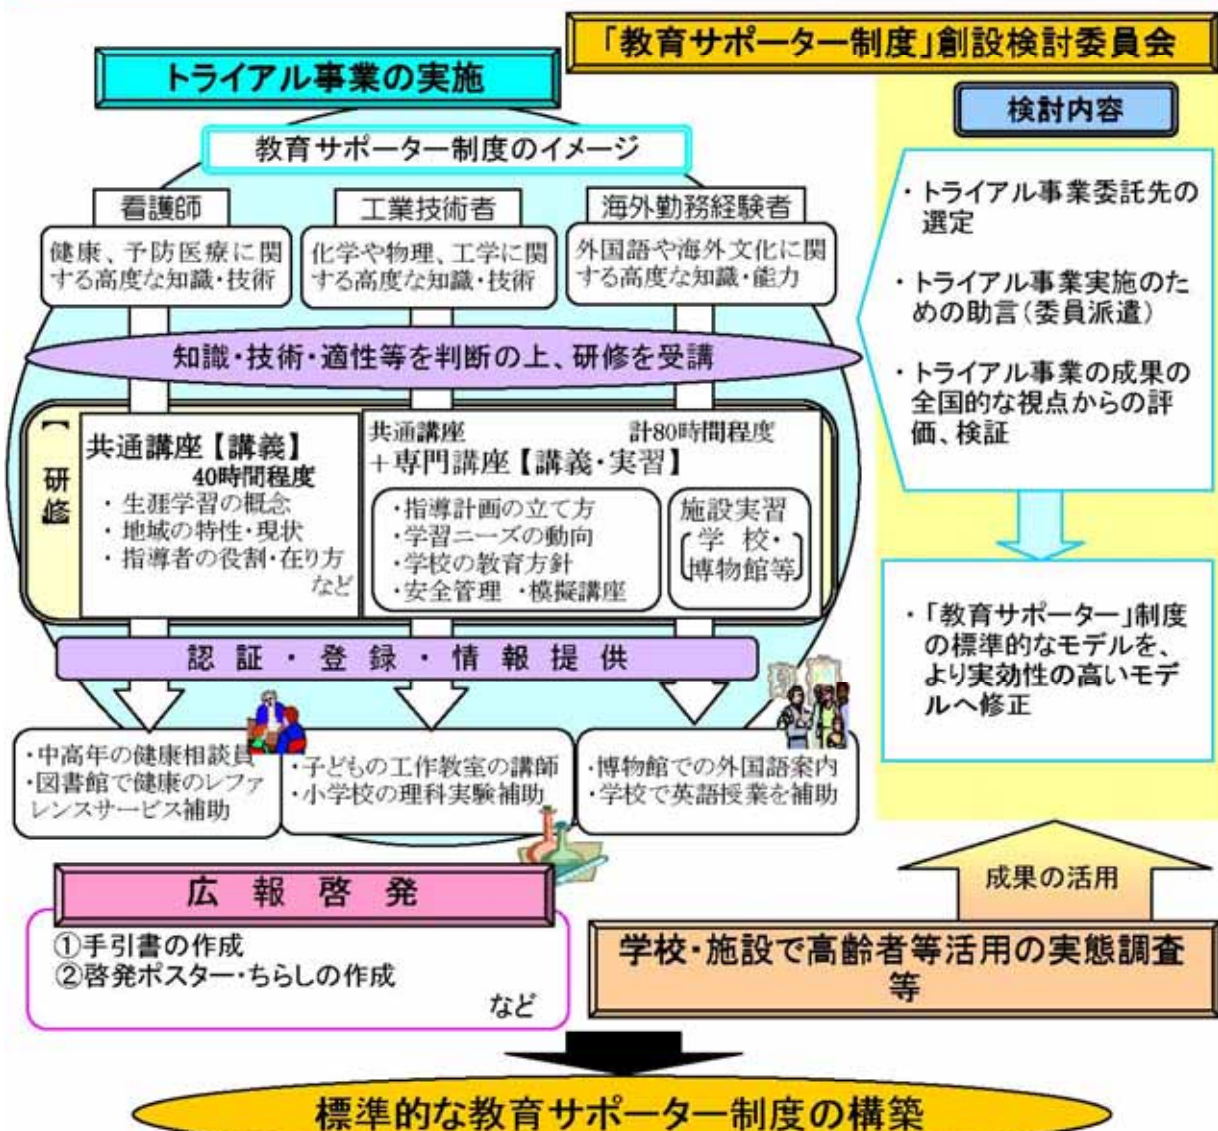 「教育サポーター制度」創設検討委員会
トライアル事業の実施
教育サポーター制度のイメージ
看護師
健康、予防医療に関
する高度な知識・技術
工業技術者
化学や物理、工学に関
する高度な知識・技術
海外勤務経験者
外国語や海外文化に関
する高度な知識・能力
知識・技術・適性等を判断の上、研修を受講
【研修】
共通講座【講義】
40時間程度
・生涯学習の概念
・地域の特性・現状
・指導者の役割・在り方
など
共通講座 計80時間程度
＋専門講座【講義・実習】
・指導計画の立て方
・学習ニーズの動向
・学校の教育方針
・安全管理 ・模擬講座
施設実習
学校・
博物館等
認証・登録・情報提供
・中高年の健康相談員
・図書館で健康のレファ
レンスサービス補助
・子どもの工作教室の講師
・小学校の理科実験補助
・博物館での外国語案内
・学校で英語授業を補助
検討内容
・トライアル事業委託先の
選定
・トライアル事業実施のた
めの助言(委員派遣)
・トライアル事業の成果の
全国的な視点からの評
価、検証
・「教育サポーター」制度
の標準的なモデルを、
より実効性の高いモデ
ルへ修正
成果の活用
学校・施設で高齢者等活用の実態調査
等
広報啓発
①手引書の作成
②啓発ポスター・ちらしの作成
など
標準的な教育サポーター制度の構築